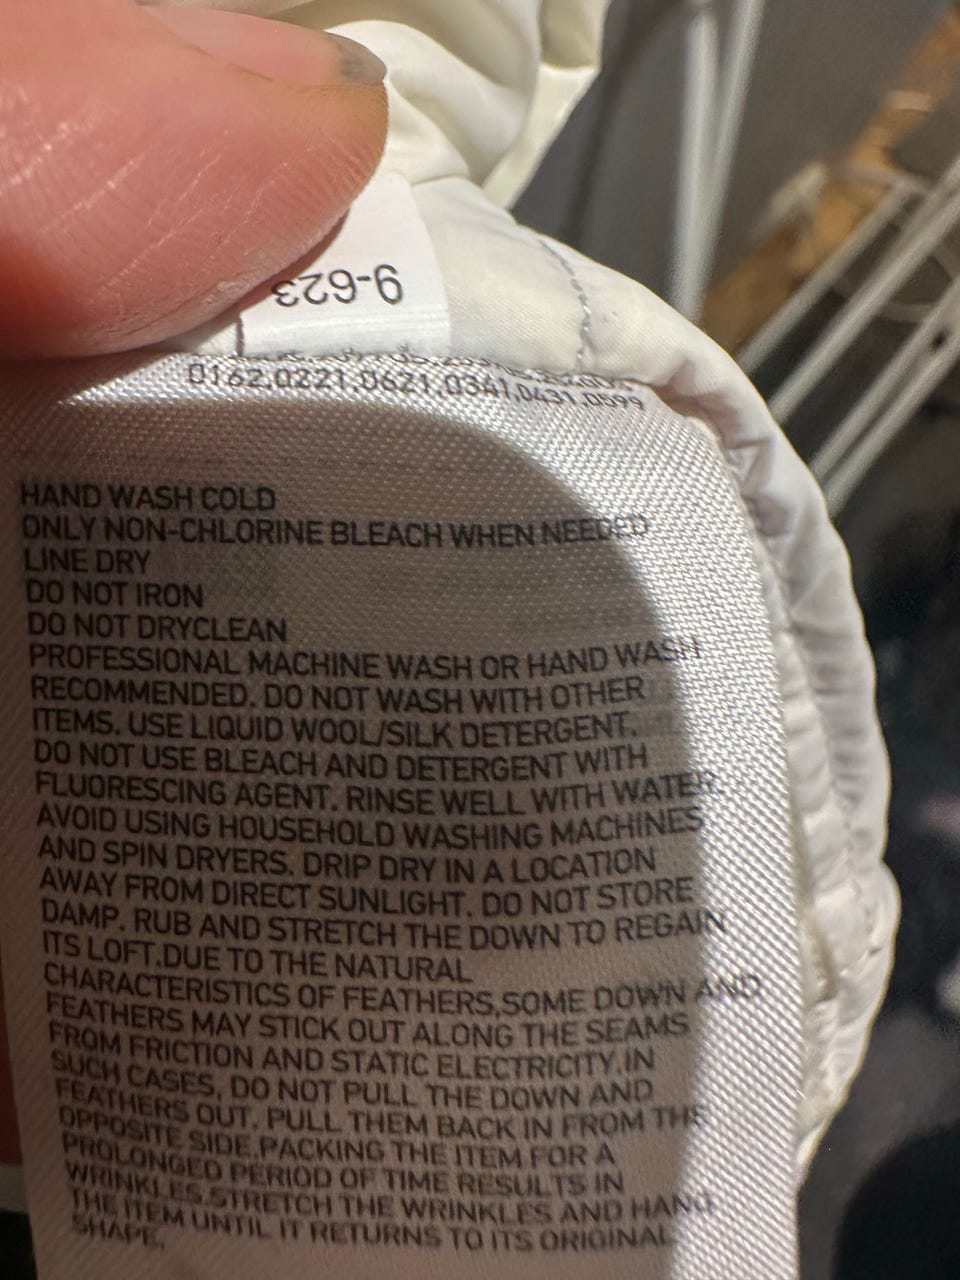 9-623
0162,0221,0621,0341,0431,0599
HAND WASH COLD
ONLY NON-CHLORINE BLEACH WHEN NEEDED
LINE DRY
DO NOT IRON
DO NOT DRYCLEAN
PROFESSIONAL MACHINE WASH OR HAND WASH
RECOMMENDED. DO NOT WASH WITH OTHER
ITEMS. USE LIQUID WOOL/SILK DETERGENT.
DO NOT USE BLEACH AND DETERGENT WITH
FLUORESCING AGENT. RINSE WELL WITH WATER.
AVOID USING HOUSEHOLD WASHING MACHINES
AND SPIN DRYERS. DRIP DRY IN A LOCATION
AWAY FROM DIRECT SUNLIGHT. DO NOT STORE
DAMP. RUB AND STRETCH THE DOWN TO REGAIN
ITS LOFT.DUE TO THE NATURAL
CHARACTERISTICS OF FEATHERS,SOME DOWN AND
FEATHERS MAY STICK OUT ALONG THE SEAMS
FROM FRICTION AND STATIC ELECTRICITY.IN
SUCH CASES, DO NOT PULL THE DOWN AND
FEATHERS OUT. PULL THEM BACK IN FROM THE
OPPOSITE SIDE.PACKING THE ITEM FOR A
PROLONGED PERIOD OF TIME RESULTS IN
WRINKLES.STRETCH THE WRINKLES AND HANG
THE ITEM UNTIL IT RETURNS TO ITS ORIGINAL
SHAPE.